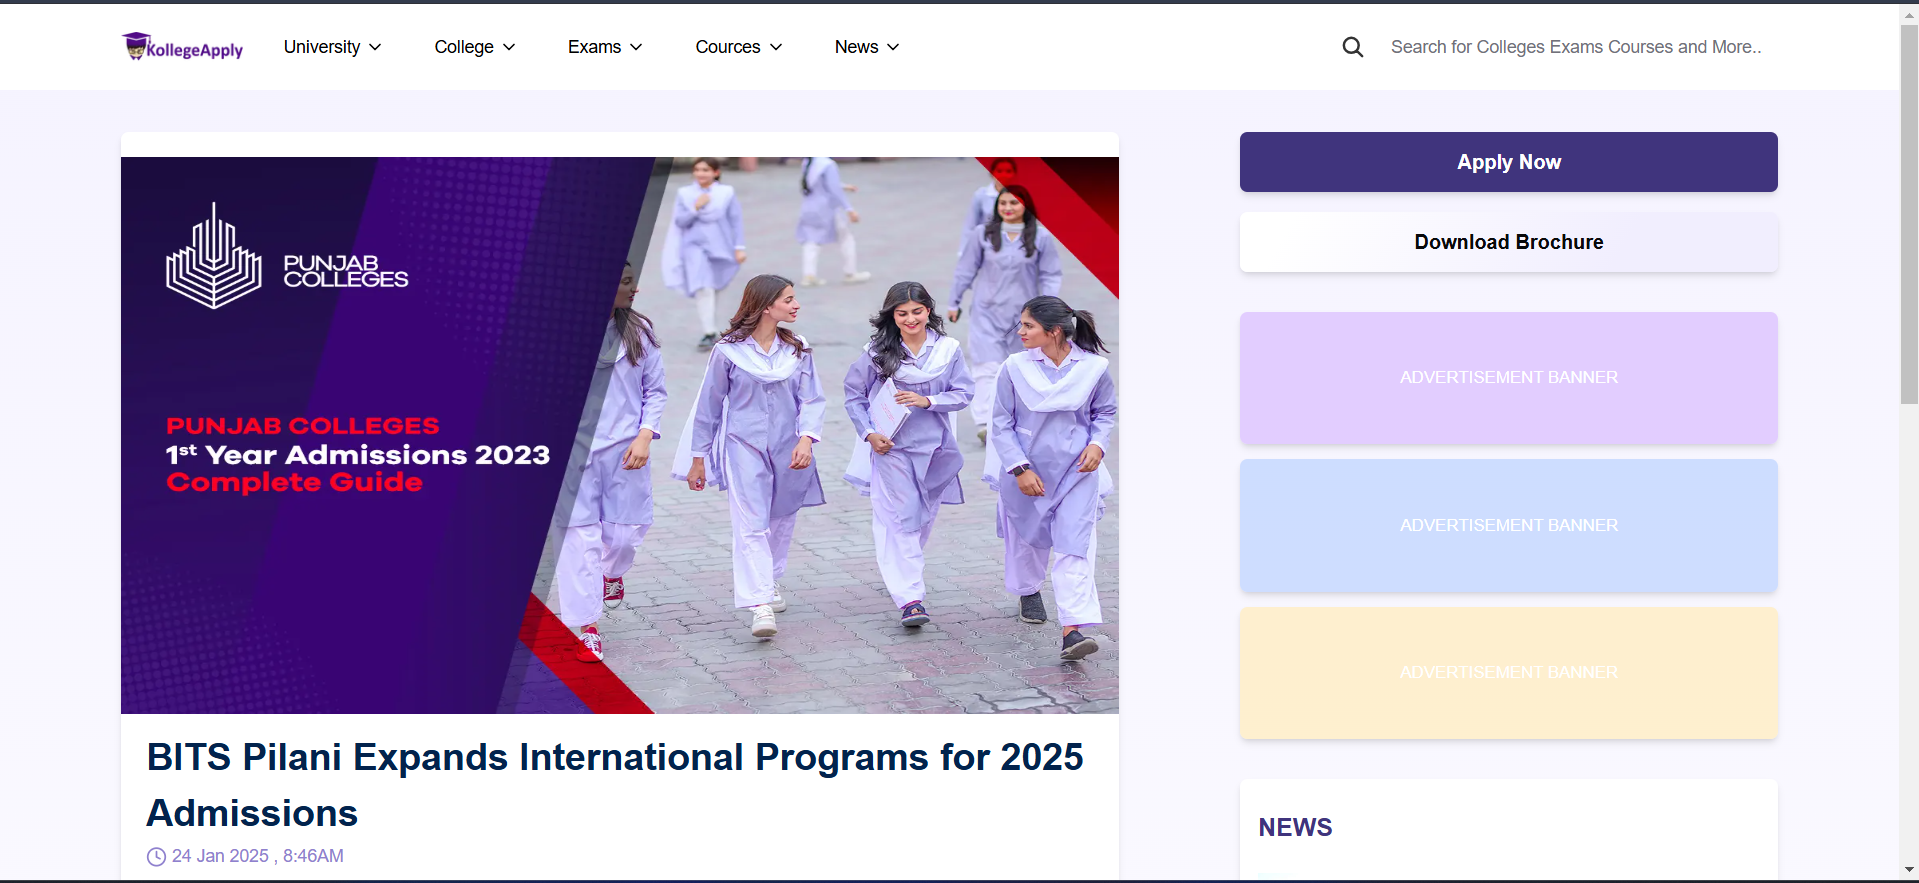 KollegeApply
University
College
Exams
Cources
News
Search for Colleges Exams Courses and More..
PUNJAB
COLLEGES
PUNJAB COLLEGES
1st Year Admissions 2023
Complete Guide
BITS Pilani Expands International Programs for 2025
Admissions
24 Jan 2025 , 8:46AM
Apply Now
Download Brochure
ADVERTISEMENT BANNER
ADVERTISEMENT BANNER
ADVERTISEMENT BANNER
NEWS